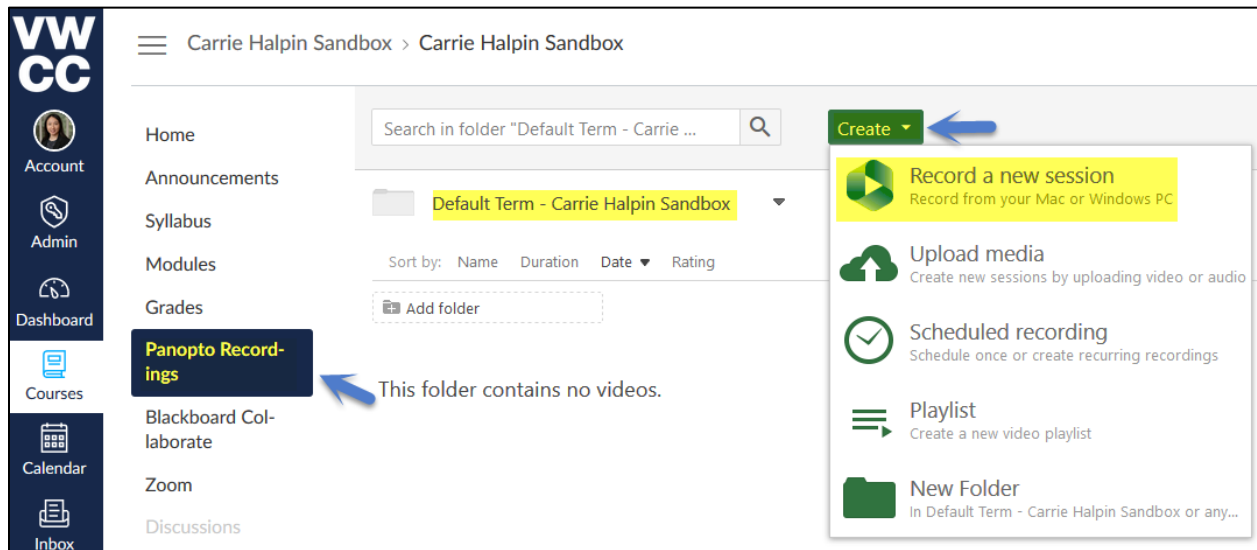 VW
CC
Carrie Halpin Sandbox > Carrie Halpin Sandbox
Account
Admin
Dashboard
Courses
Calendar
Inbox
Home
Announcements
Syllabus
Modules
Grades
Panopto Record-
ings
Blackboard Col-
laborate
Zoom
Discussions
Search in folder "Default Term - Carrie ...
Create
Default Term - Carrie Halpin Sandbox
Sort by: Name Duration Date Rating
Add folder
This folder contains no videos.
Record a new session
Record from your Mac or Windows PC
Upload media
Create new sessions by uploading video or audio
Scheduled recording
Schedule once or create recurring recordings
Playlist
Create a new video playlist
New Folder
In Default Term - Carrie Halpin Sandbox or any...